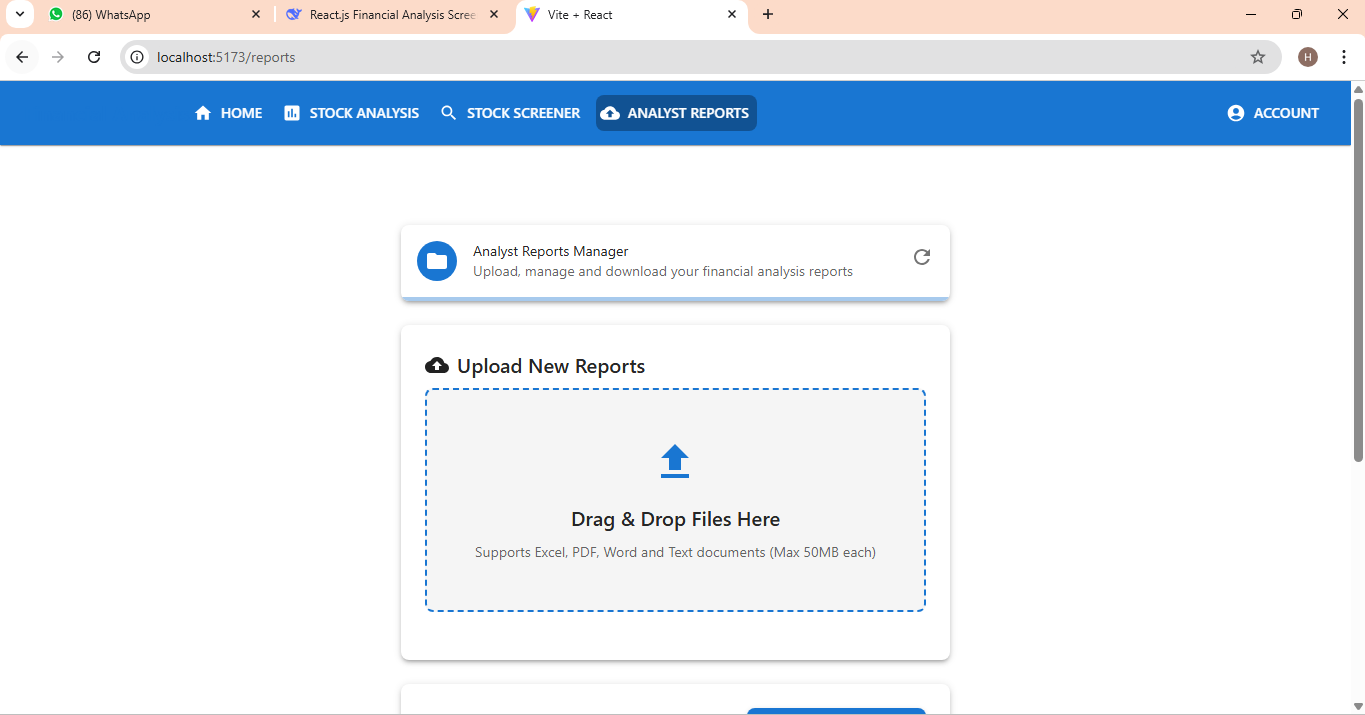 (86) WhatsApp
React.js Financial Analysis Scree
Vite + React
localhost:5173/reports
H
HOME
STOCK ANALYSIS
STOCK SCREENER
ANALYST REPORTS
ACCOUNT
Analyst Reports Manager
Upload, manage and download your financial analysis reports
Upload New Reports
Drag & Drop Files Here
Supports Excel, PDF, Word and Text documents (Max 50MB each)